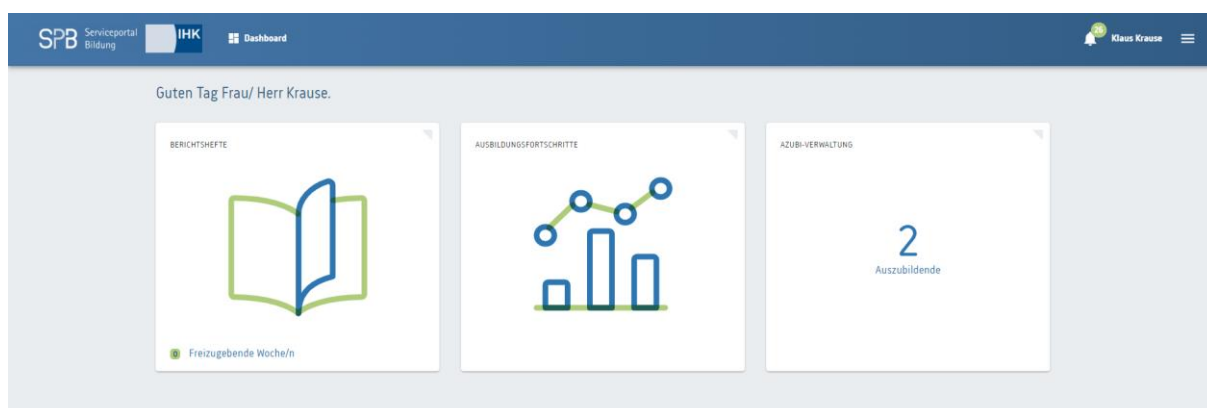 SPB Serviceportal
Bildung
IHK
Dashboard
26
Klaus Krause
Guten Tag Frau/ Herr Krause.
BERICHTSHEFTE
AUSBILDUNGSFORTSCHRITTE
AZUBI-VERWALTUNG
2
Auszubildende
0 Freizugebende Woche/n